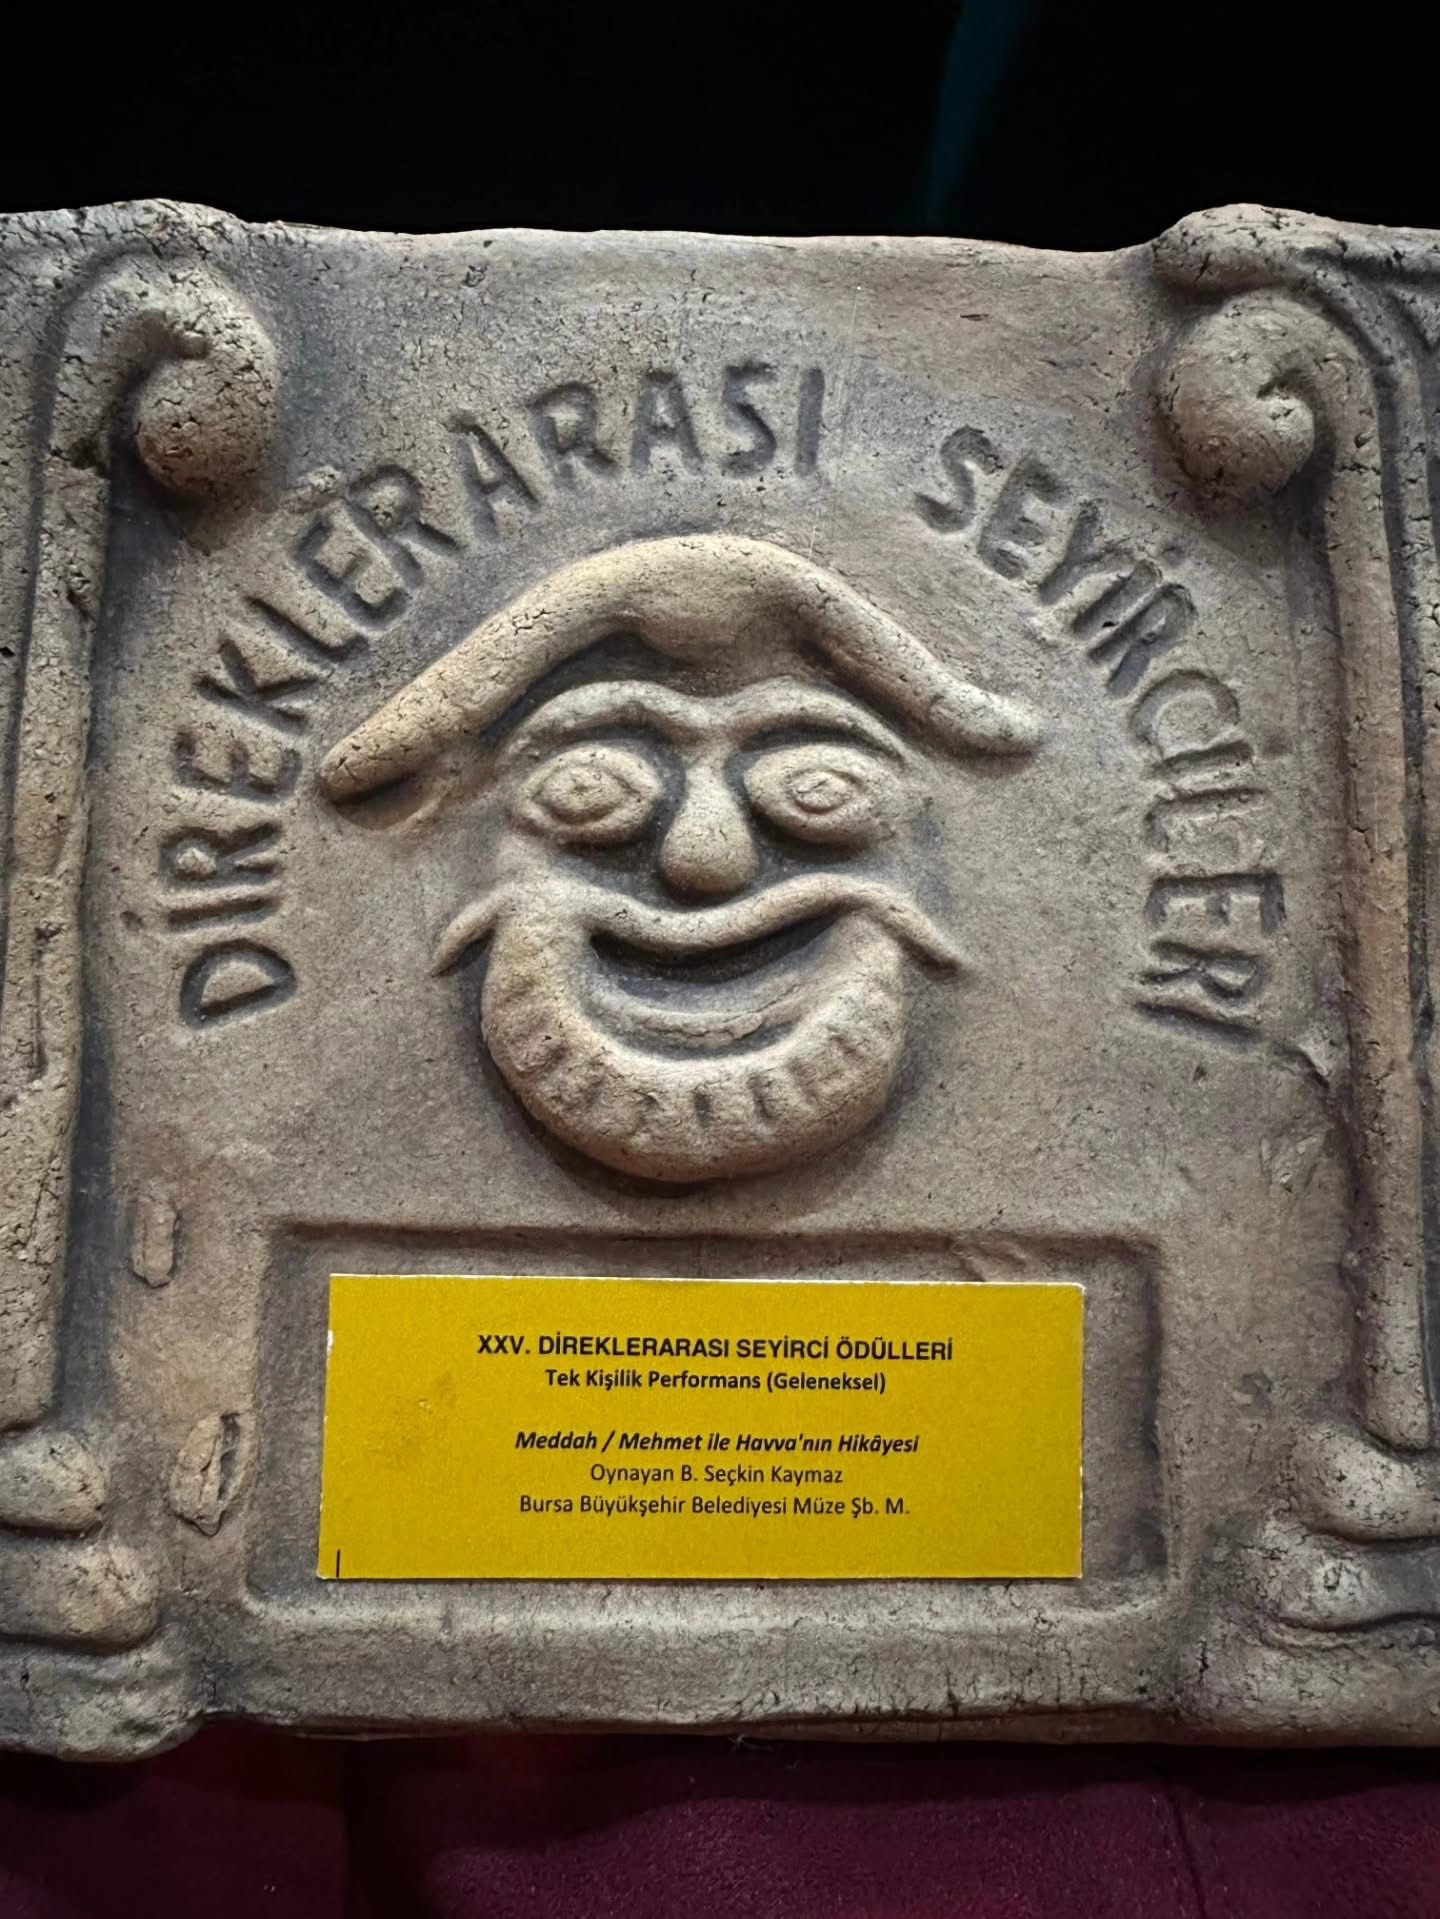 DİREKLERARASI SEYİRCİLERİ
XXV. DİREKLERARASI SEYİRCİ ÖDÜLLERİ
Tek Kişilik Performans (Geleneksel)
Meddah / Mehmet ile Havva'nın Hikâyesi
Oynayan B. Seçkin Kaymaz
Bursa Büyükşehir Belediyesi Müze Şb. M.